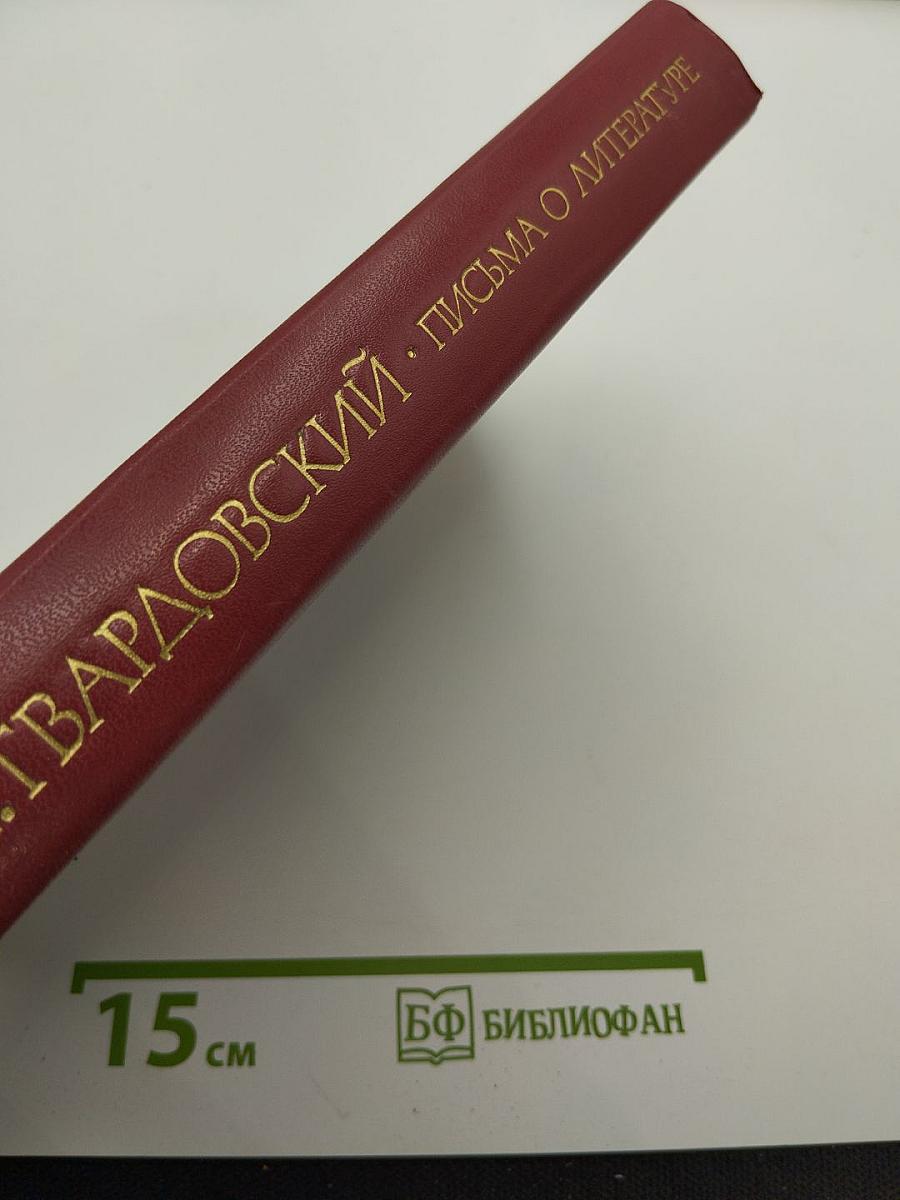 ТВАРДОВСКИЙ · ПИСЬМА О ЛИТЕРАТУРЕ
15 см
БФ БИБЛИОФАН